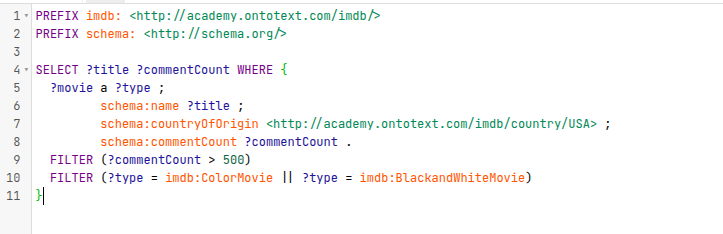 1 PREFIX imdb: <http://academy.ontotext.com/imdb/>
2 PREFIX schema: <http://schema.org/>
3
4 SELECT ?title ?commentCount WHERE {
5 ?movie a ?type ;
6 schema:name ?title ;
7 schema:countryOfOrigin <http://academy.ontotext.com/imdb/country/USA> ;
8 schema:commentCount ?commentCount .
9 FILTER (?commentCount > 500)
10 FILTER (?type = imdb:ColorMovie || ?type = imdb:BlackandWhiteMovie)
11 }